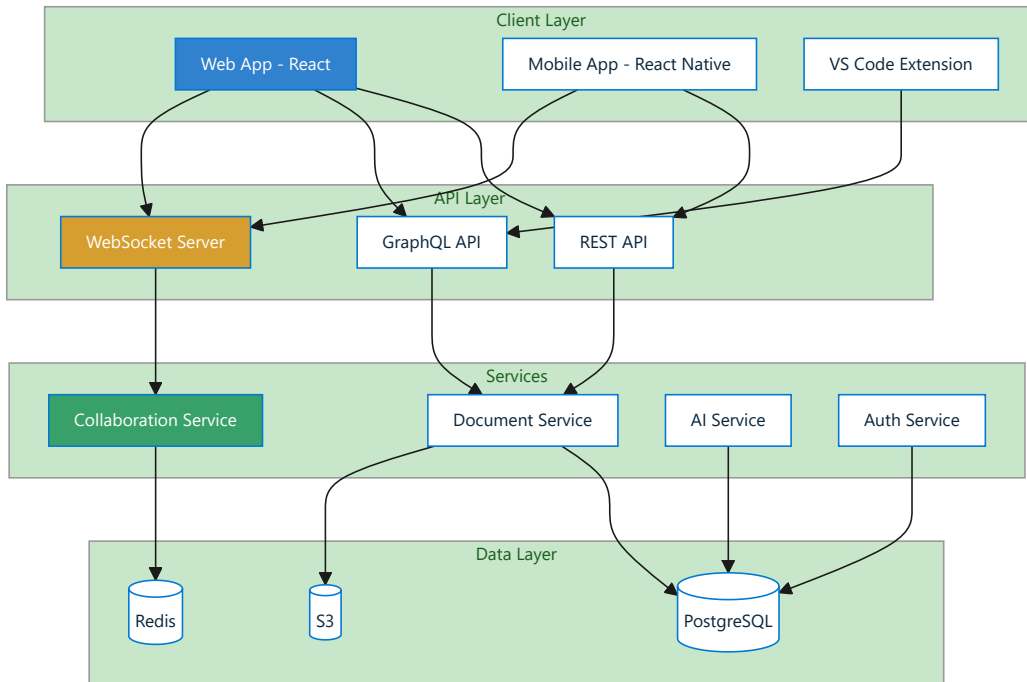 Client Layer
Web App - React
Mobile App - React Native
VS Code Extension
API Layer
WebSocket Server
GraphQL API
REST API
Services
Collaboration Service
Document Service
AI Service
Auth Service
Data Layer
Redis
S3
PostgreSQL